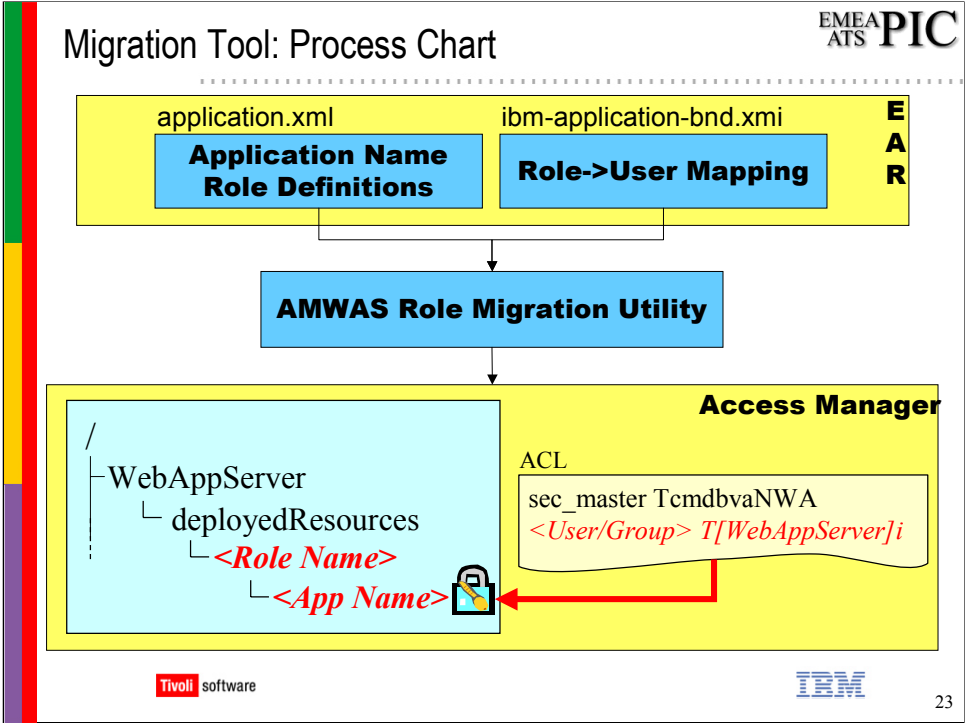 Migration Tool: Process Chart
EMEA
ATS PIC
application.xml
ibm-application-bnd.xmi
E
A
R
Application Name
Role Definitions
Role->User Mapping
AMWAS Role Migration Utility
Access Manager
/
WebAppServer
deployedResources
<Role Name>
<App Name>
ACL
sec_master TcmdbvaNWA
<User/Group> T[WebAppServer]i
Tivoli software
IBM
23